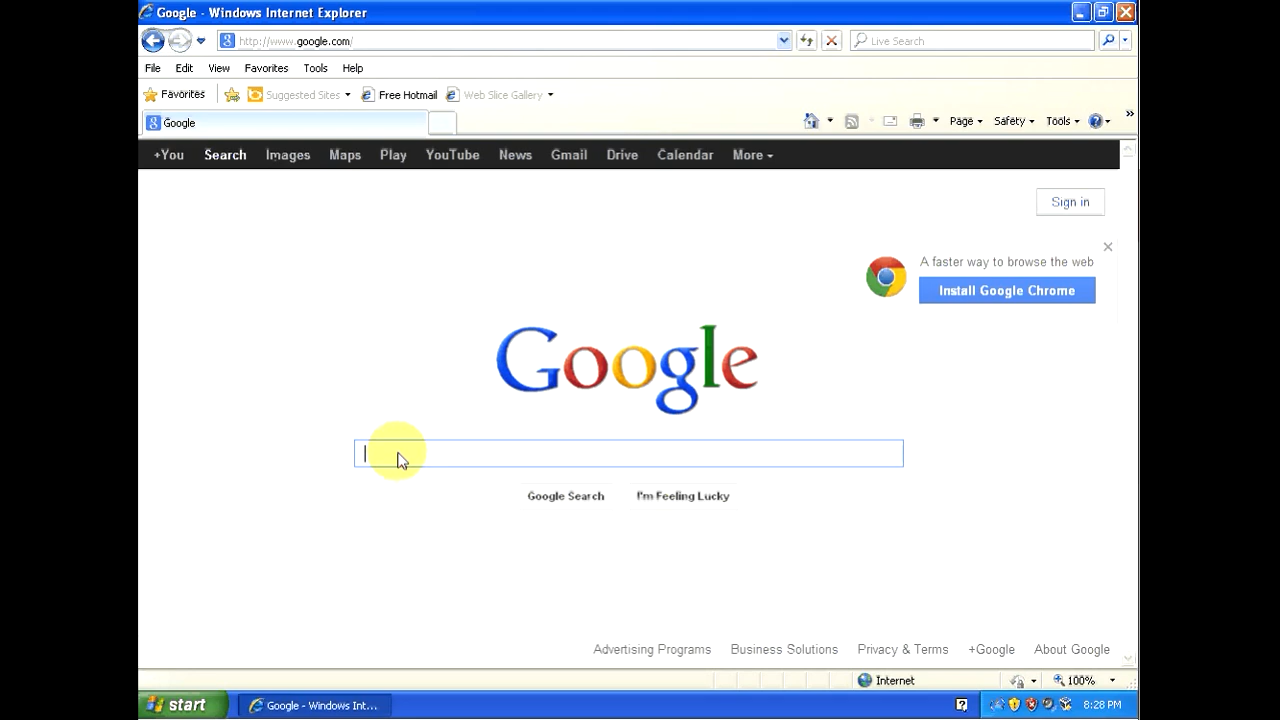 Google - Windows Internet Explorer
http://www.google.com/
Live Search
File Edit View Favorites Tools Help
Favorites Suggested Sites Free Hotmail Web Slice Gallery
Google
Page Safety Tools
+You Search Images Maps Play YouTube News Gmail Drive Calendar More
Sign in
A faster way to browse the web
Install Google Chrome
Google
Google Search I'm Feeling Lucky
Advertising Programs Business Solutions Privacy & Terms +Google About Google
Internet 100%
start Google - Windows Int... 8:28 PM